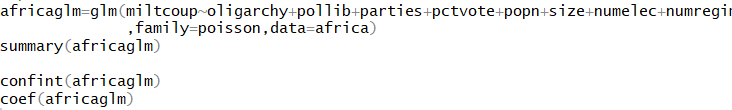 africaglm=glm(miltcoup~oligarchy+pollib+parties+pctvote+popn+size+numelec+numregim
,family=poisson,data=africa)
summary(africaglm)
confint(africaglm)
coef(africaglm)